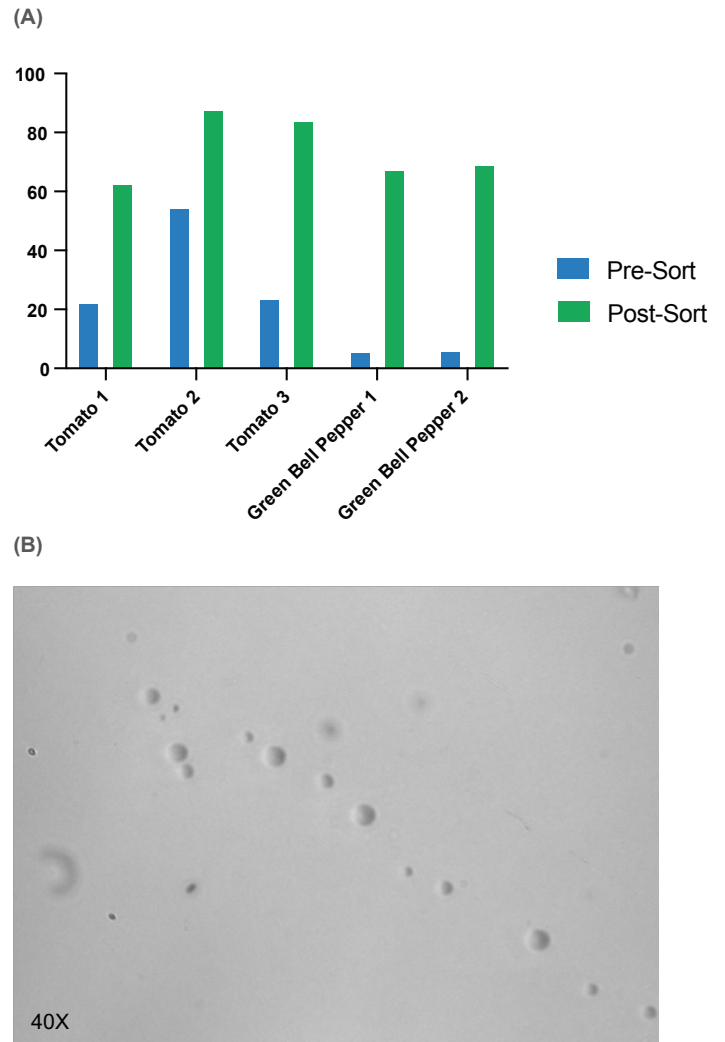 (A)
100
80
60
40
20
0
Tomato 1
Tomato 2
Tomato 3
Green Bell Pepper 1
Green Bell Pepper 2
Pre-Sort
Post-Sort
(B)
40X